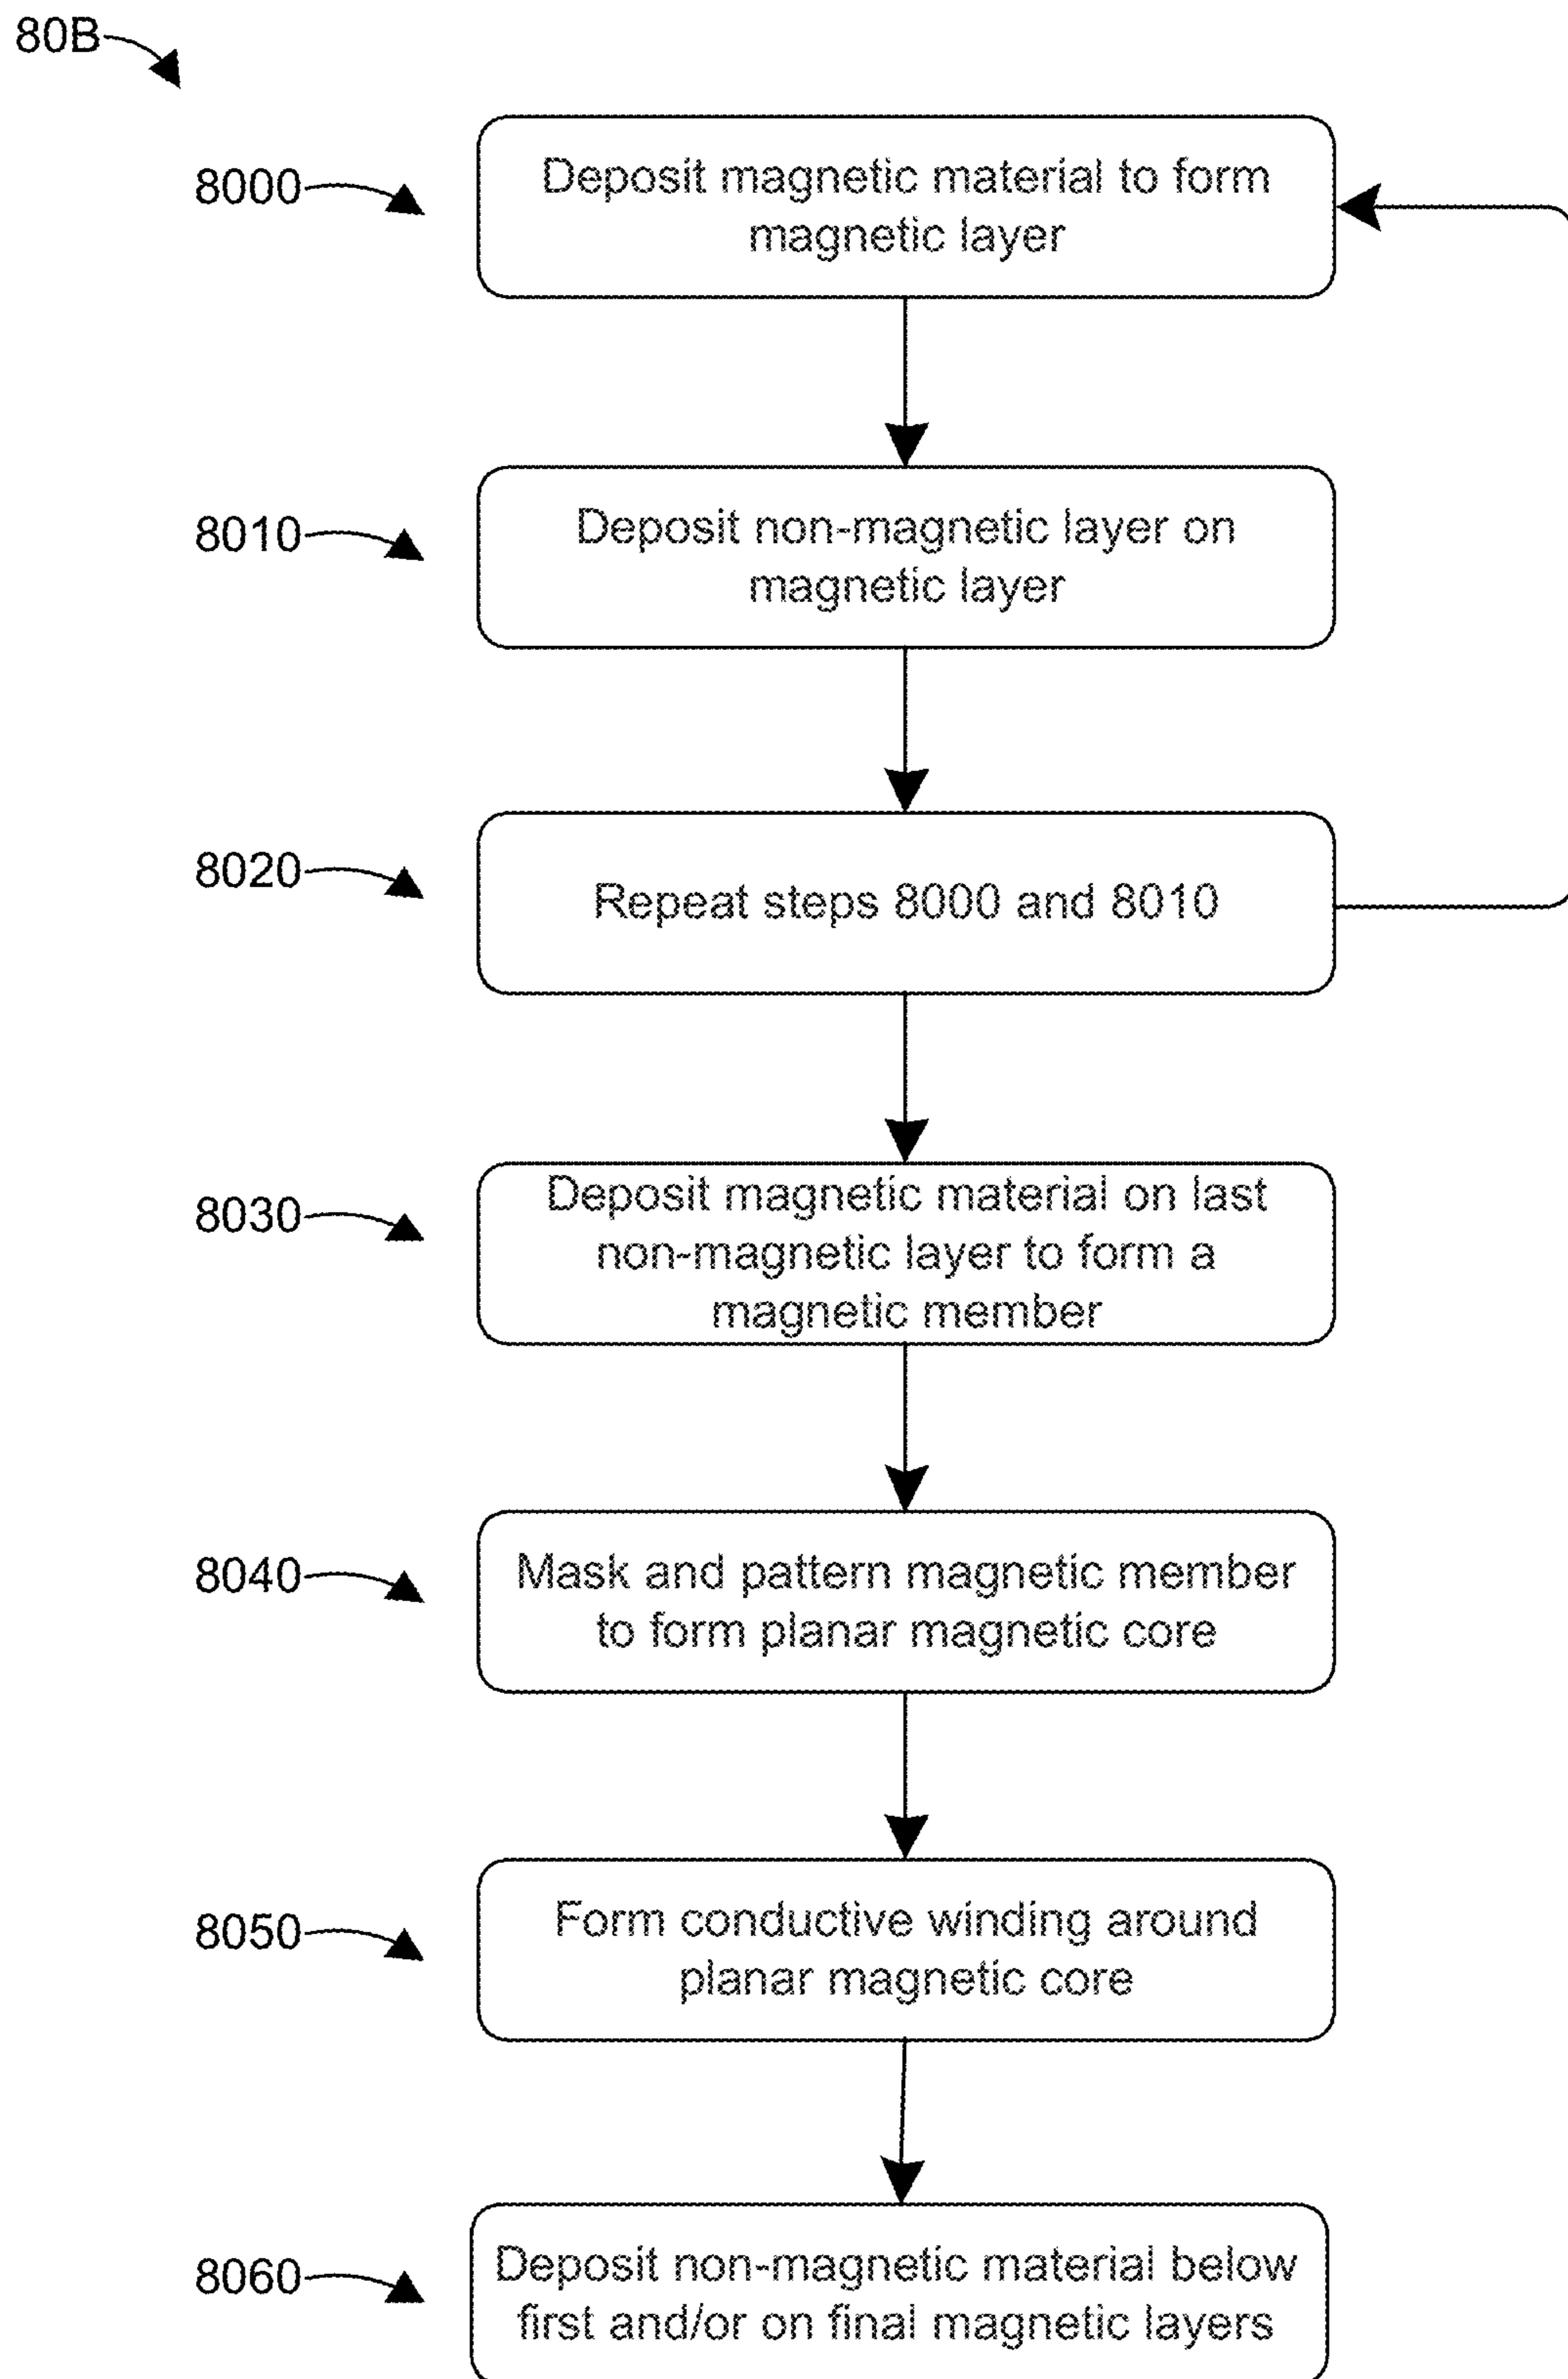 80B
8000
Deposit magnetic material to form
magnetic layer
8010
Deposit non-magnetic layer on
magnetic layer
8020
Repeat steps 8000 and 8010
8030
Deposit magnetic material on last
non-magnetic layer to form a
magnetic member
8040
Mask and pattern magnetic member
to form planar magnetic core
8050
Form conductive winding around
planar magnetic core
8060
Deposit non-magnetic material below
first and/or on final magnetic layers